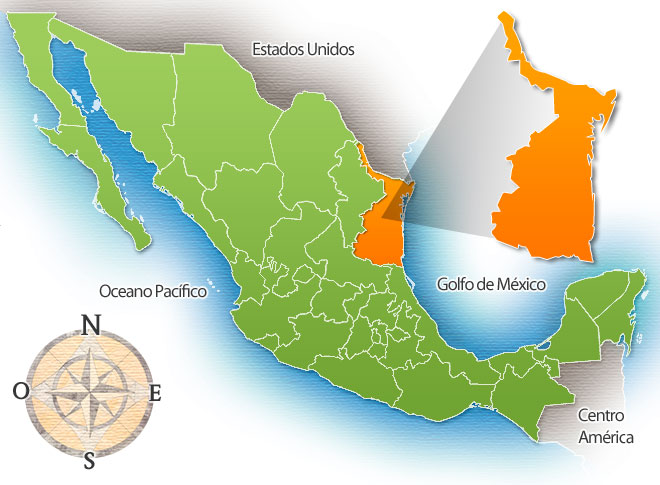 Estados Unidos
Oceano Pacífico
Golfo de México
N
O
E
S
Centro
América